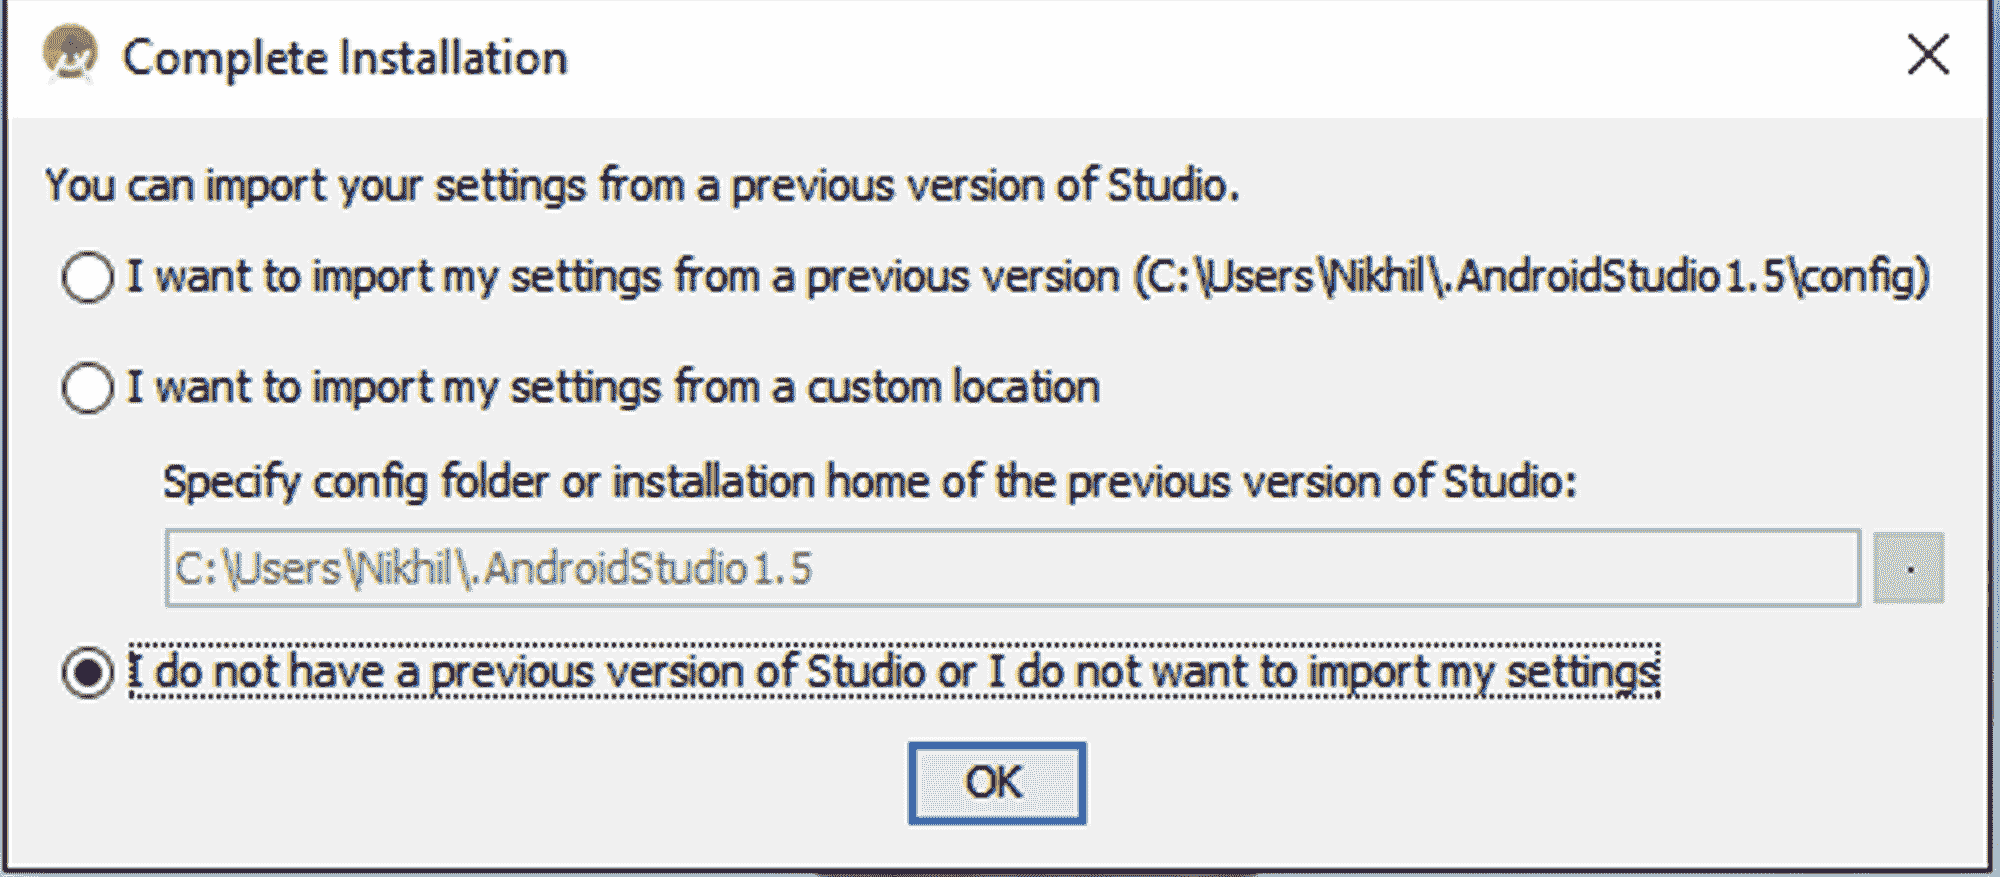 Complete Installation
You can import your settings from a previous version of Studio.
I want to import my settings from a previous version (C:\Users\Nikhil\.AndroidStudio1.5\config)
I want to import my settings from a custom location
Specify config folder or installation home of the previous version of Studio:
C:\Users\Nikhil\.AndroidStudio1.5
.
I do not have a previous version of Studio or I do not want to import my settings
OK